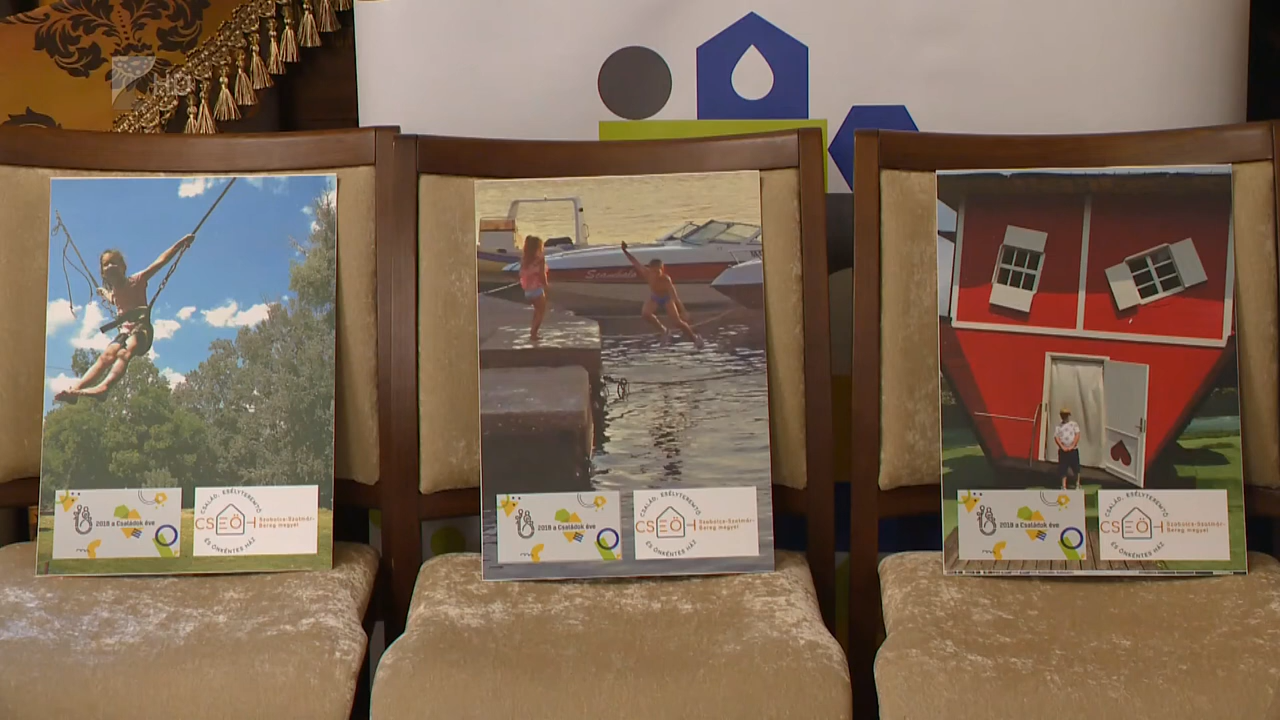 HD
Scambolo
2018 a Családok éve
CSALÁD, ESÉLYTEREMTŐ
CSEÖH
Szabolcs-Szatmár-
Bereg megyei
ÉS ÖNKÉNTES HÁZ
2018 a Családok éve
CSALÁD, ESÉLYTEREMTŐ
CSEÖH
Szabolcs-Szatmár-
Bereg megyei
ÉS ÖNKÉNTES HÁZ
2018 a Családok éve
CSALÁD, ESÉLYTEREMTŐ
CSEÖH
Szabolcs-Szatmár-
Bereg megyei
ÉS ÖNKÉNTES HÁZ